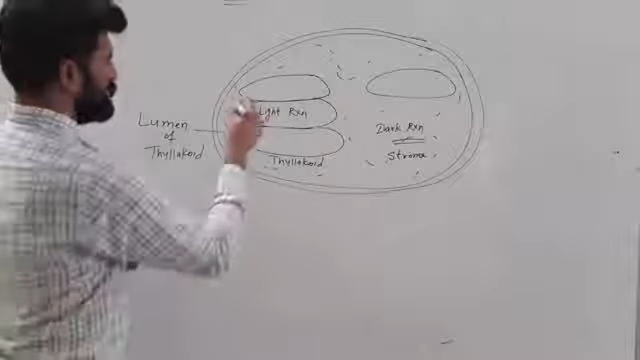 Lumen
of
Thyllakoid
Light Rxn
Thyllakoid
Dark Rxn
Stroma